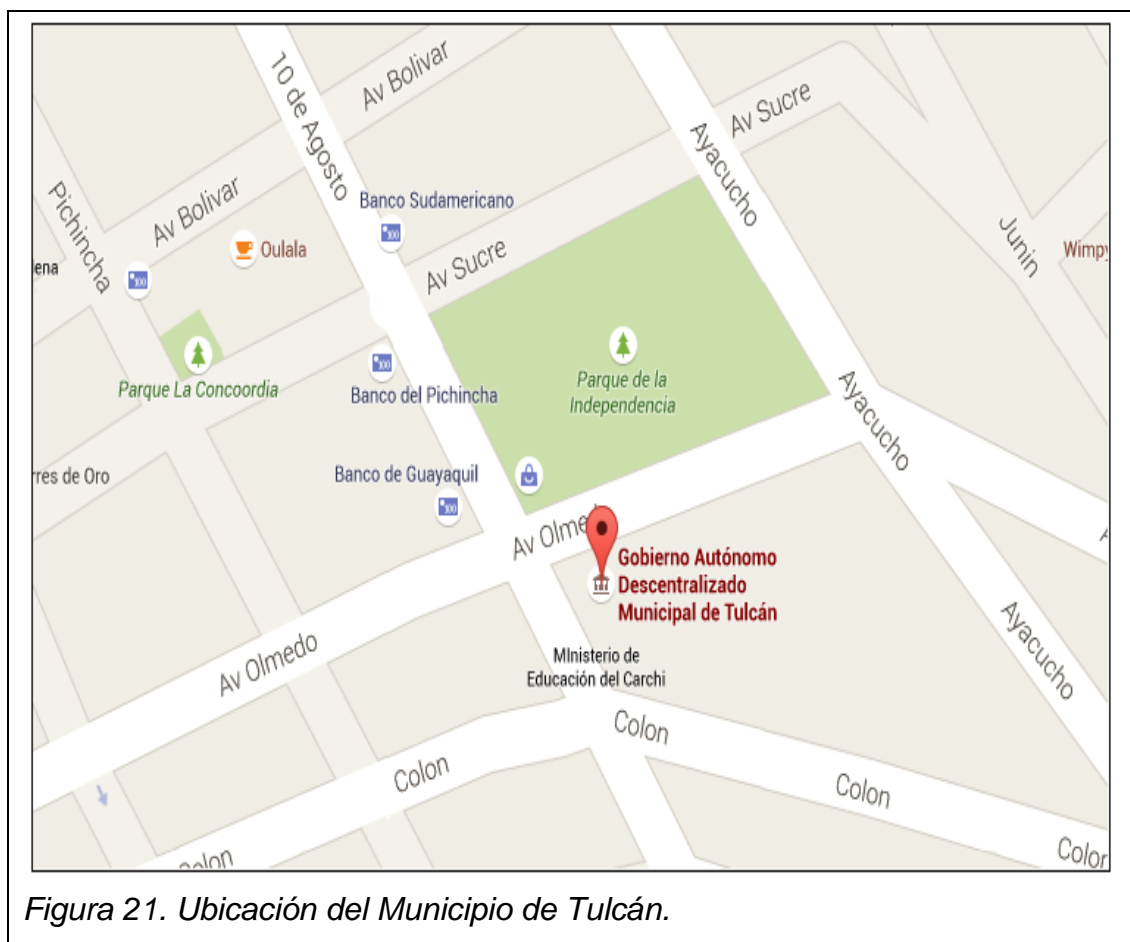 10 de Agosto
Av Bolivar
Av Sucre
Ayacucho
Pichincha
Av Bolivar
Banco Sudamericano
Oulala
Av Sucre
Junin
Wimpy
ena
Parque La Concoordia
Banco del Pichincha
Parque de la
Independencia
Ayacucho
rres de Oro
Banco de Guayaquil
Av Olmedo
Gobierno Autónomo
Descentralizado
Municipal de Tulcán
MInisterio de
Educación del Carchi
Av Olmedo
Ayacucho
Colon
Colon
Colon
Colon
Color
Figura 21. Ubicación del Municipio de Tulcán.